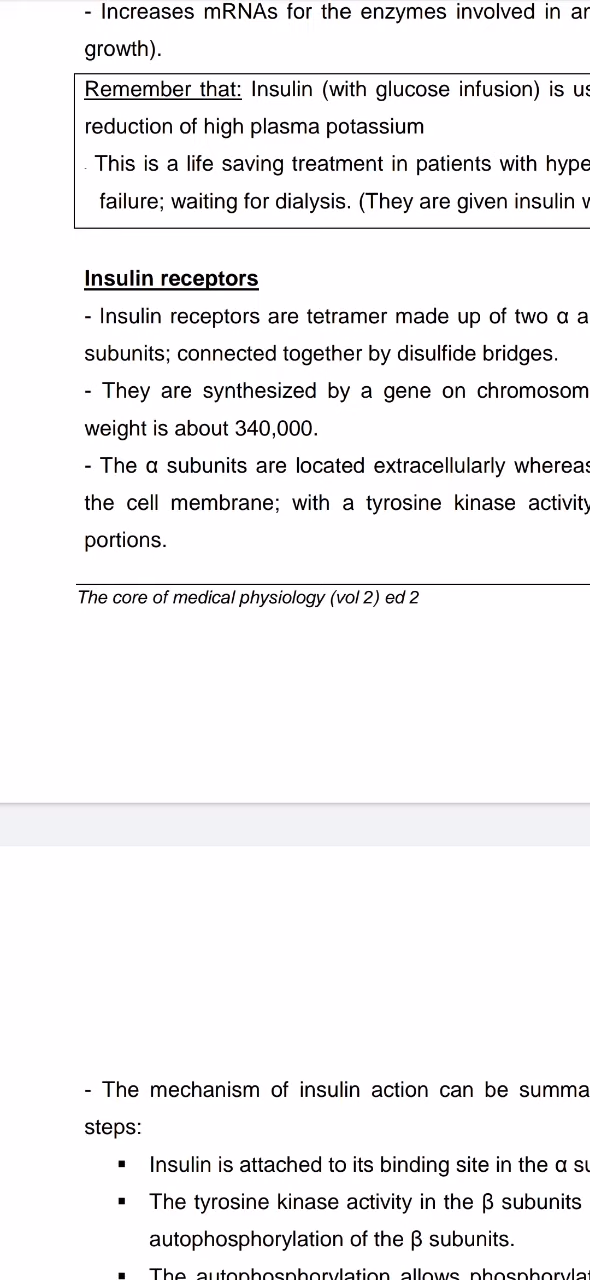 - Increases mRNAs for the enzymes involved in
growth).
Remember that: Insulin (with glucose infusion) is
reduction of high plasma potassium
This is a life saving treatment in patients with
failure; waiting for dialysis. (They are given insulin
Insulin receptors
- Insulin receptors are tetramer made up of two α
subunits; connected together by disulfide bridges.
- They are synthesized by a gene on
weight is about 340,000.
- The α subunits are located extracellularly whereas
the cell membrane; with a tyrosine kinase activity
portions.
The core of medical physiology (vol 2) ed 2
- The mechanism of insulin action can be
steps:
▪ Insulin is attached to its binding site in the α
▪ The tyrosine kinase activity in the β subunits
autophosphorylation of the β subunits.
▪ The autophosphorylation allows